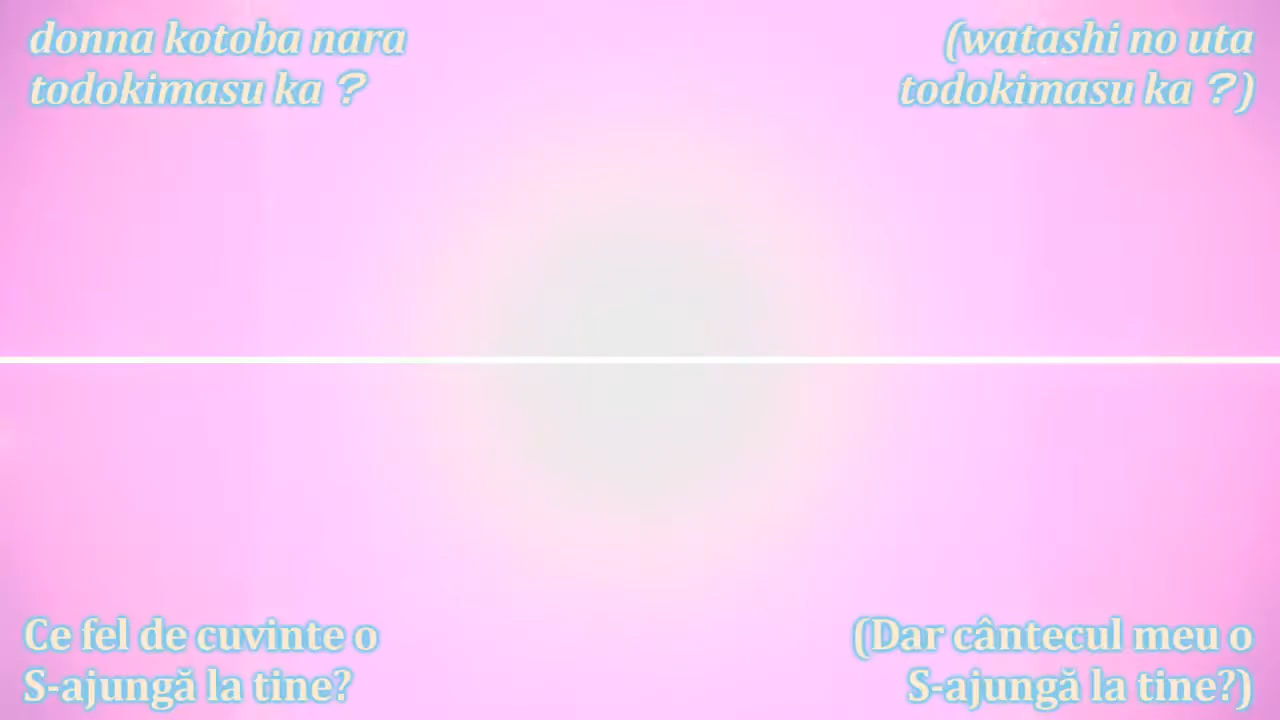 donna kotoba nara
todokimasu ka ？
(watashi no uta
todokimasu ka ？)
Ce fel de cuvinte o
S-ajungă la tine?
(Dar cântecul meu o
S-ajungă la tine?)